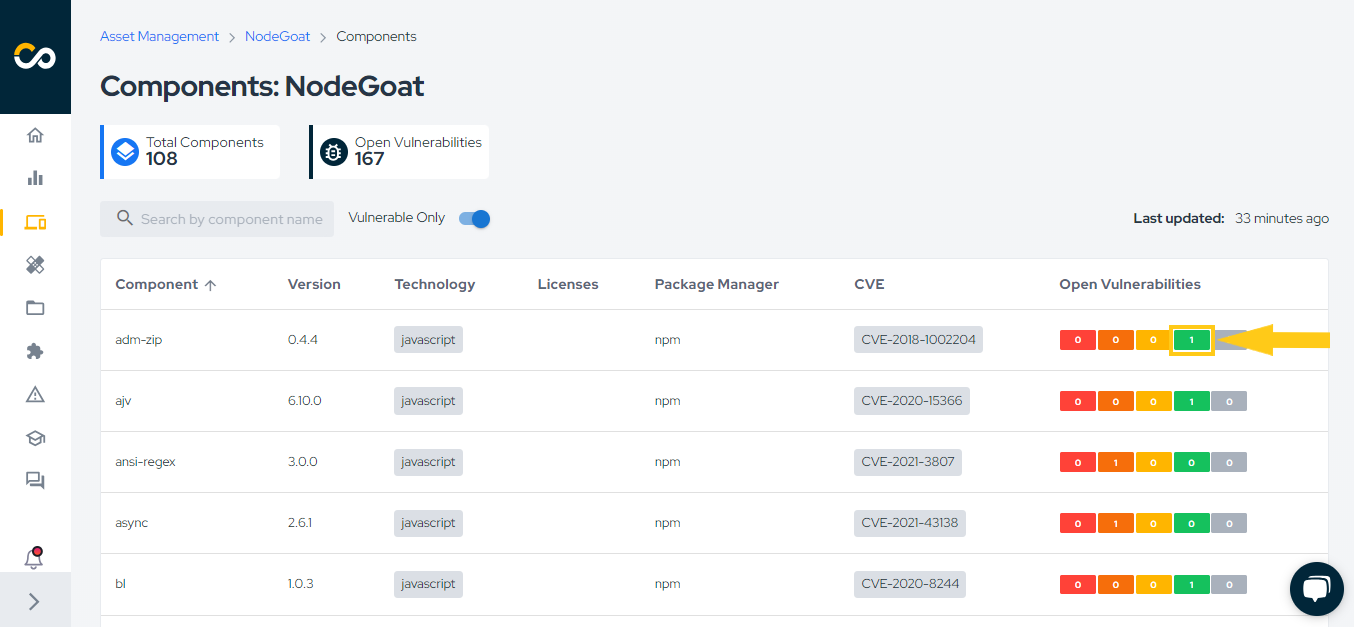 Asset Management > NodeGoat > Components
Components: NodeGoat
Total Components
108
Open Vulnerabilities
167
Search by component name
Vulnerable Only
Last updated: 33 minutes ago
Component Version Technology Licenses Package Manager CVE Open Vulnerabilities
adm-zip 0.4.4 javascript npm CVE-2018-1002204 0 0 0 1
ajv 6.10.0 javascript npm CVE-2020-15366 0 0 0 1 0
ansi-regex 3.0.0 javascript npm CVE-2021-3807 0 1 0 0 0
async 2.6.1 javascript npm CVE-2021-43138 0 1 0 0 0
bl 1.0.3 javascript npm CVE-2020-8244 0 0 0 1 0